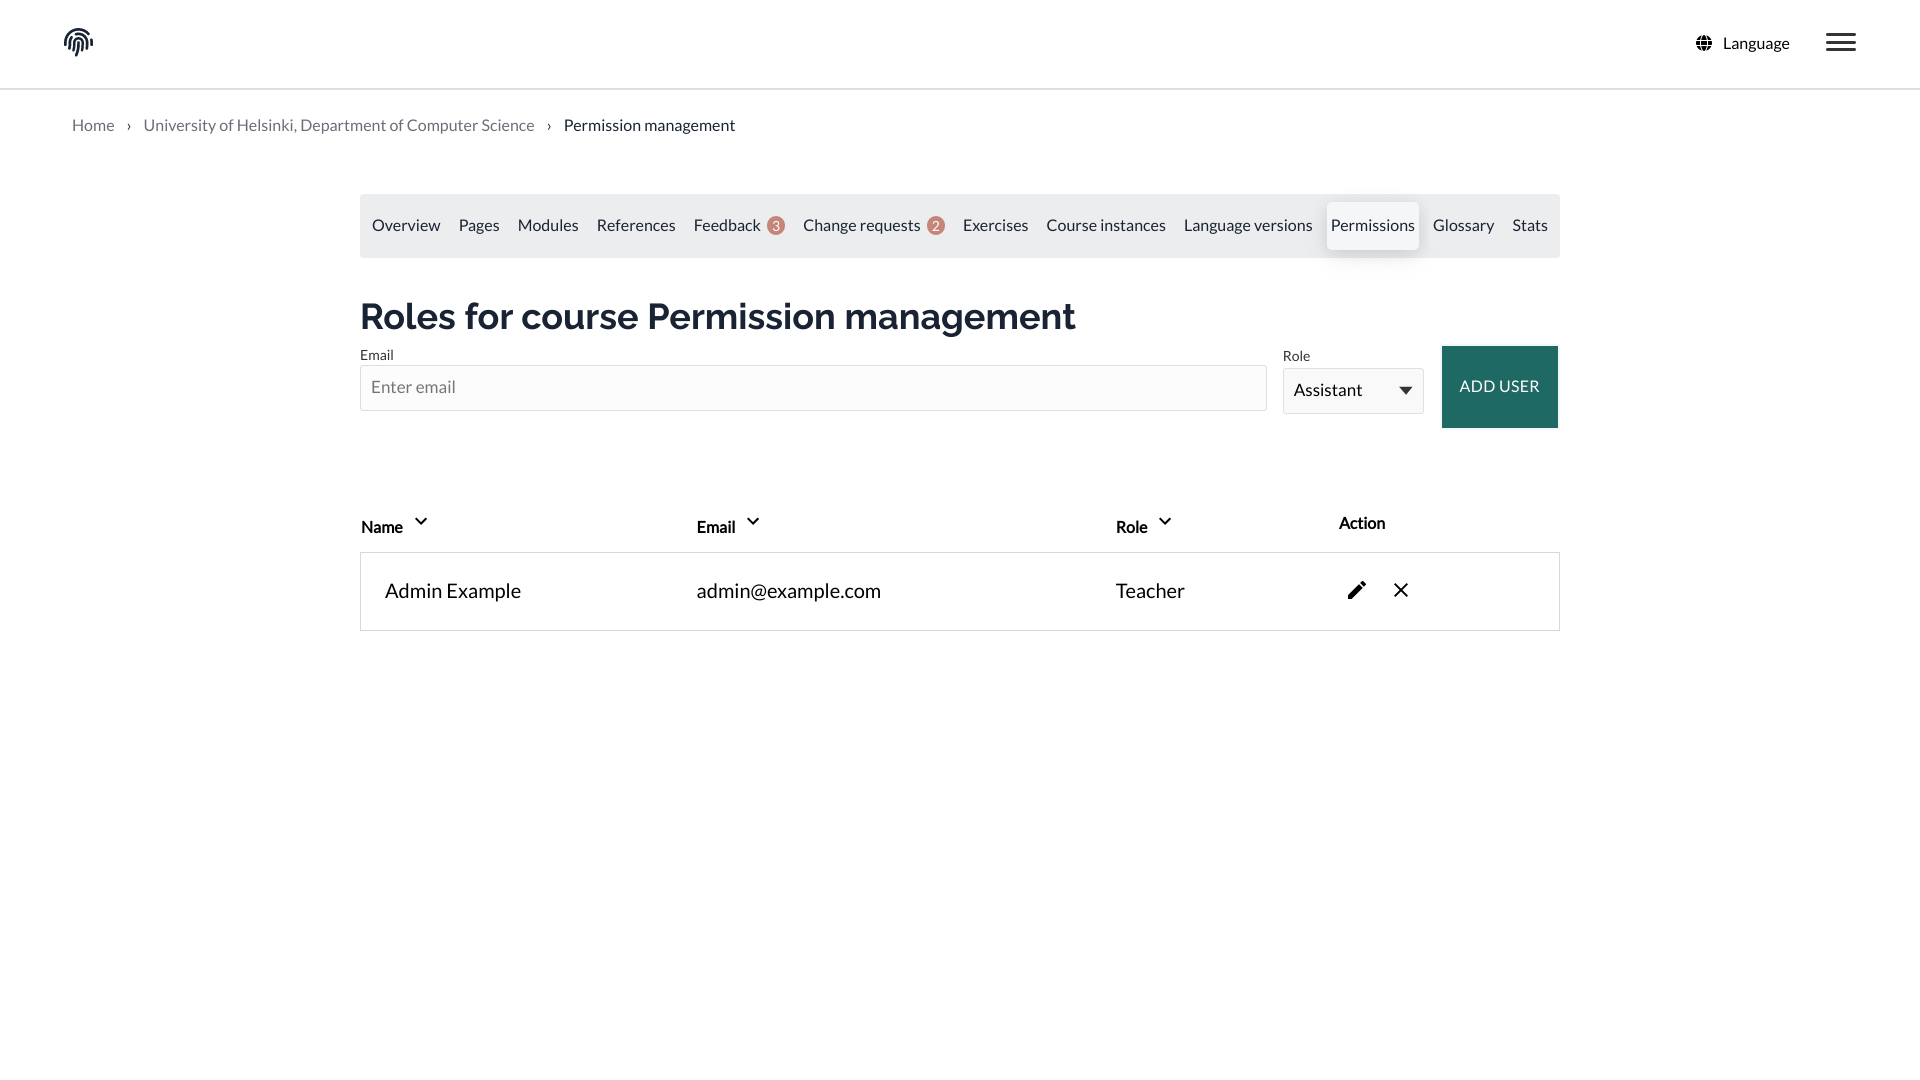 Language
Home › University of Helsinki, Department of Computer Science › Permission management
Overview Pages Modules References Feedback 3 Change requests 2 Exercises Course instances Language versions Permissions Glossary Stats
Roles for course Permission management
Email
Enter email
Role
Assistant
ADD USER
Name Email Role Action
Admin Example admin@example.com Teacher